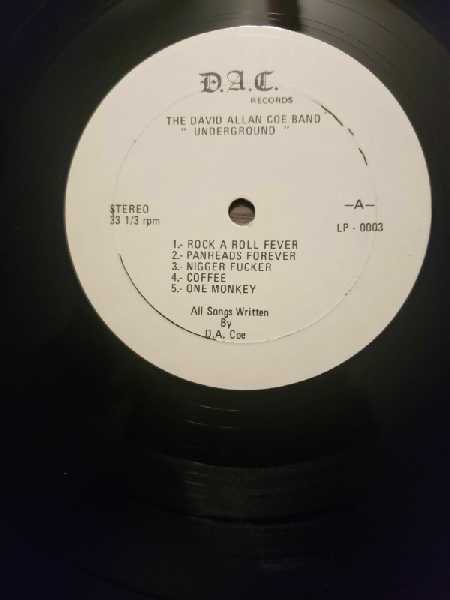 D.A.C.
RECORDS
THE DAVID ALLAN COE BAND
" UNDERGROUND "
STEREO
33 1/3 rpm
—A—
LP - 0003
1.- ROCK A ROLL FEVER
2.- PANHEADS FOREVER
3.- NIGGER FUCKER
4.- COFFEE
5.- ONE MONKEY
All Songs Written
By
D.A. Coe